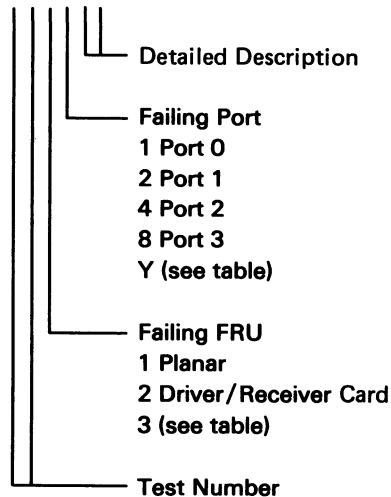 Detailed Description
Failing Port
1 Port 0
2 Port 1
4 Port 2
8 Port 3
Y (see table)
Failing FRU
1 Planar
2 Driver/Receiver Card
3 (see table)
Test Number